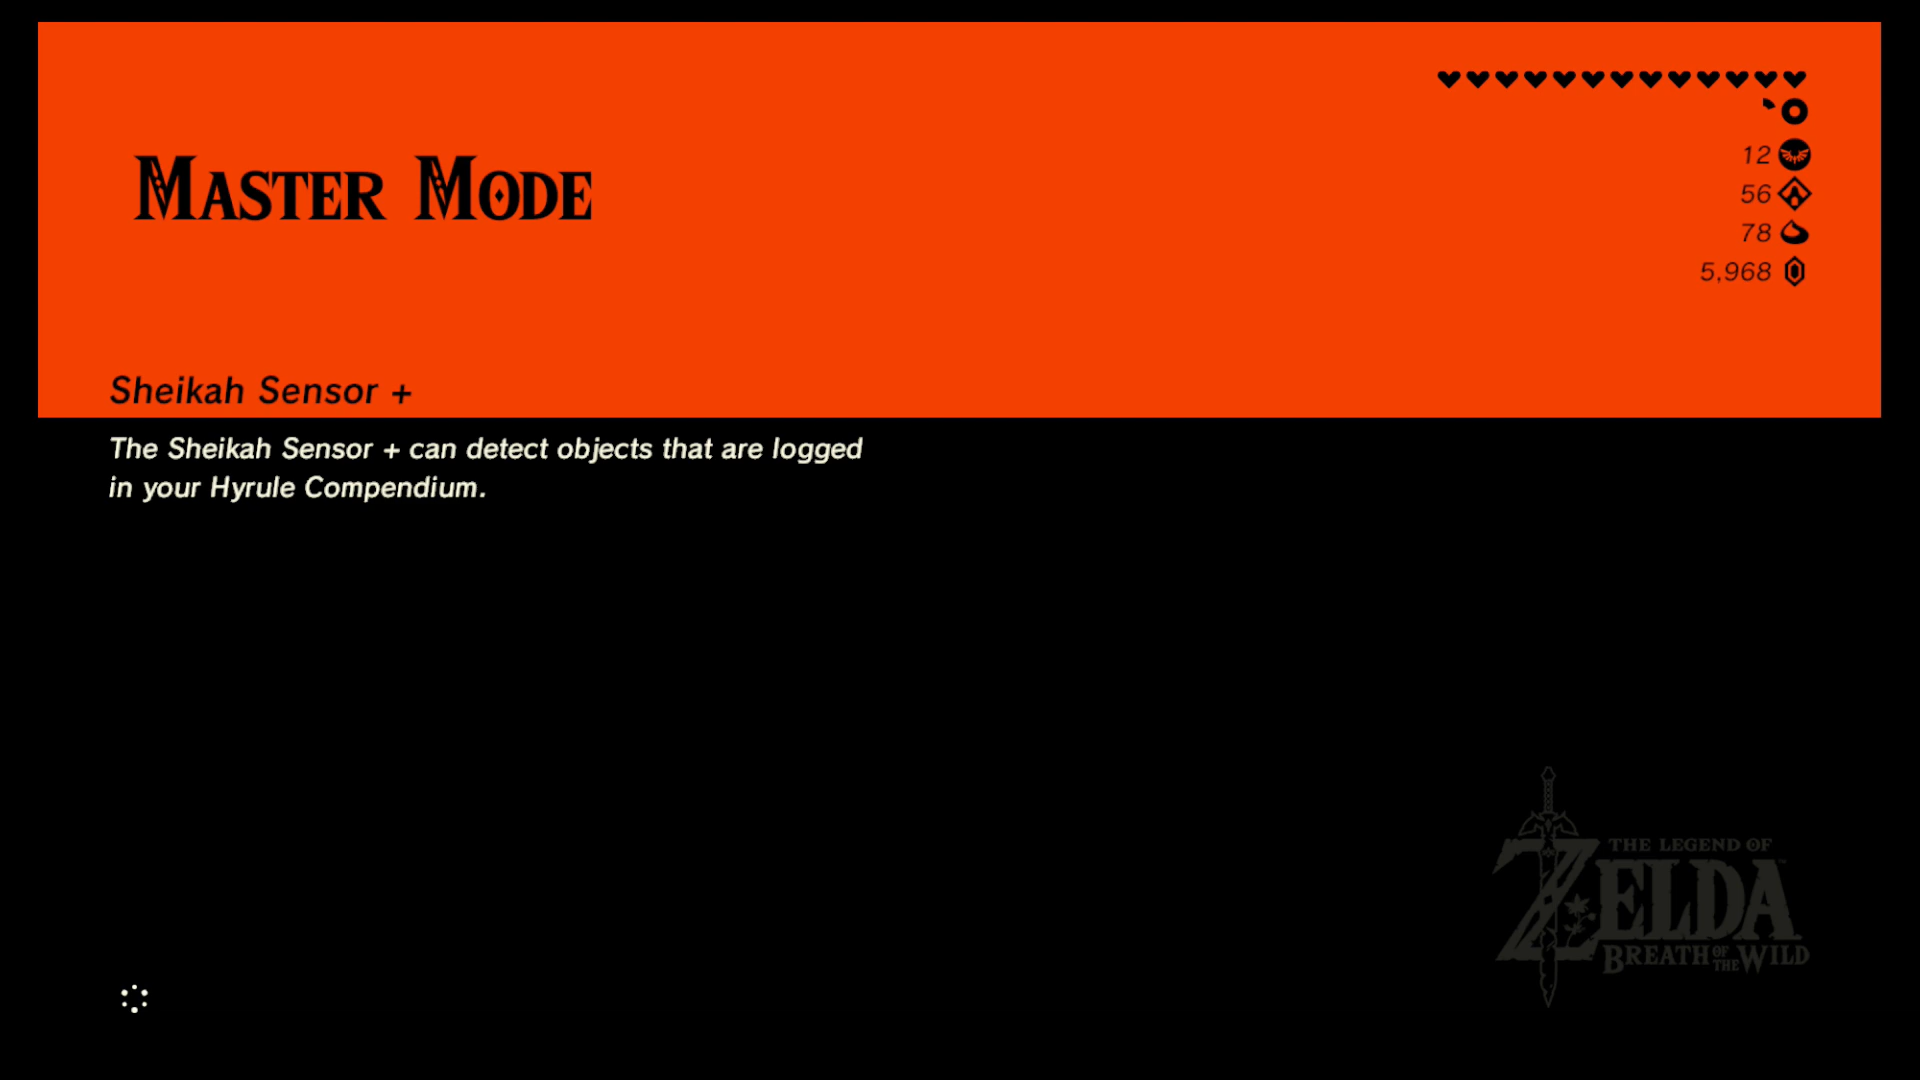 MASTER MODE
12
56
78
5,968
Sheikah Sensor +
The Sheikah Sensor + can detect objects that are logged
in your Hyrule Compendium.
THE LEGEND OF
ZELDA
BREATH OF THE WILD